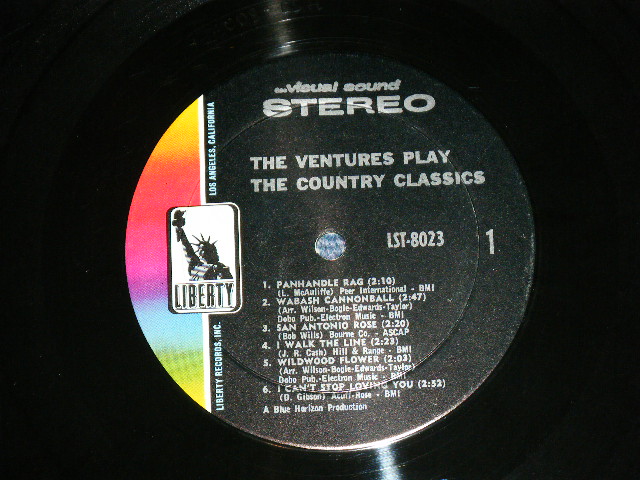 ...visual sound
STEREO
THE VENTURES PLAY
THE COUNTRY CLASSICS
LST-8023
1
1. PANHANDLE RAG (2:10)
(L. McAuliffe) Peer International - BMI
2. WABASH CANNONBALL (2:47)
(Arr. Wilson-Bogle-Edwards-Taylor)
Dobo Pub.-Electron Music - BMI
3. SAN ANTONIO ROSE (2:20)
(Bob Wills) Bourne Co. - ASCAP
4. I WALK THE LINE (2:23)
(J. R. Cash) Hill & Range - BMI
5. WILDWOOD FLOWER (2:03)
(Arr. Wilson-Bogle-Edwards-Taylor)
Dobo Pub.-Electron Music - BMI
6. I CAN'T STOP LOVING YOU (2:52)
(D. Gibson) Acuff-Rose - BMI
A Blue Horizon Production
LIBERTY
LIBERTY RECORDS, INC.
LOS ANGELES, CALIFORNIA